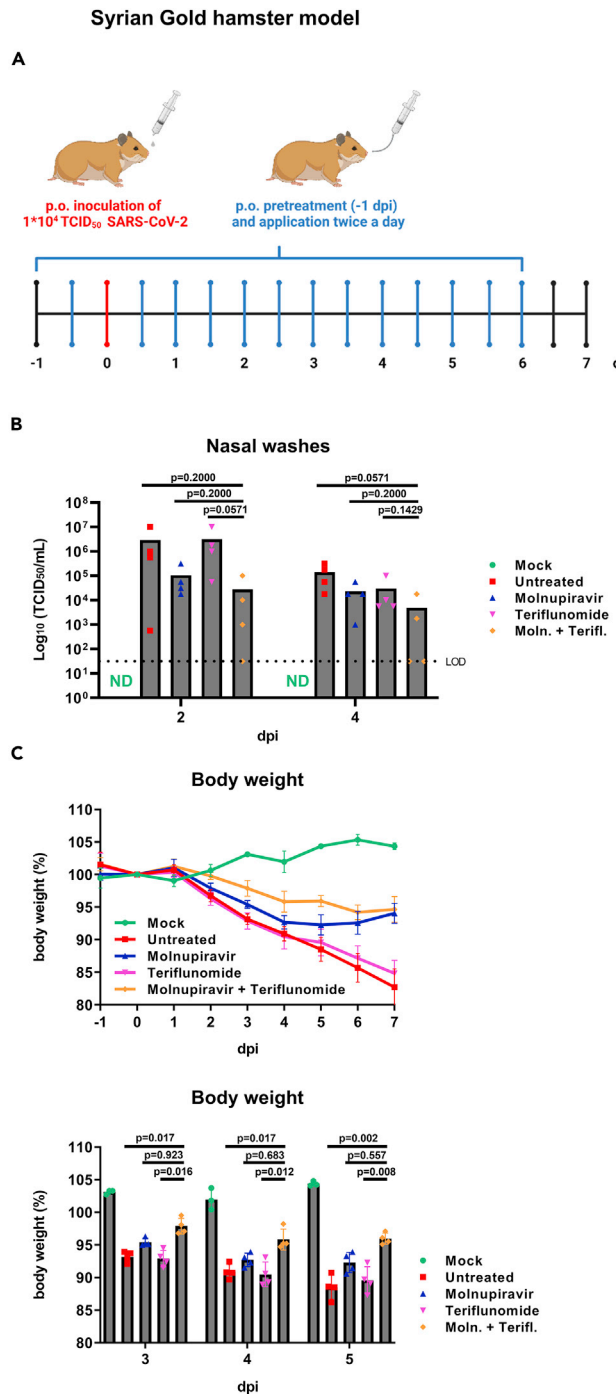 Syrian Gold hamster model
A
p.o. inoculation of
1*10⁴ TCID₅₀ SARS-CoV-2
p.o. pretreatment (-1 dpi)
and application twice a day
-1 0 1 2 3 4 5 6 7
B
Nasal washes
p=0.2000
p=0.2000
p=0.0571
p=0.0571
p=0.2000
p=0.1429
Log₁₀ (TCID₅₀/mL)
10⁸
10⁷
10⁶
10⁵
10⁴
10³
10²
10¹
10⁰
ND
ND
LOD
2 4
dpi
Mock
Untreated
Molnupiravir
Teriflunomide
Moln. + Terifl.
C
Body weight
body weight (%)
110
105
100
95
90
85
80
Mock
Untreated
Molnupiravir
Teriflunomide
Molnupiravir + Teriflunomide
-1 0 1 2 3 4 5 6 7
dpi
Body weight
p=0.017
p=0.923
p=0.016
p=0.017
p=0.683
p=0.012
p=0.002
p=0.557
p=0.008
body weight (%)
110
105
100
95
90
85
80
3 4 5
dpi
Mock
Untreated
Molnupiravir
Teriflunomide
Moln. + Terifl.